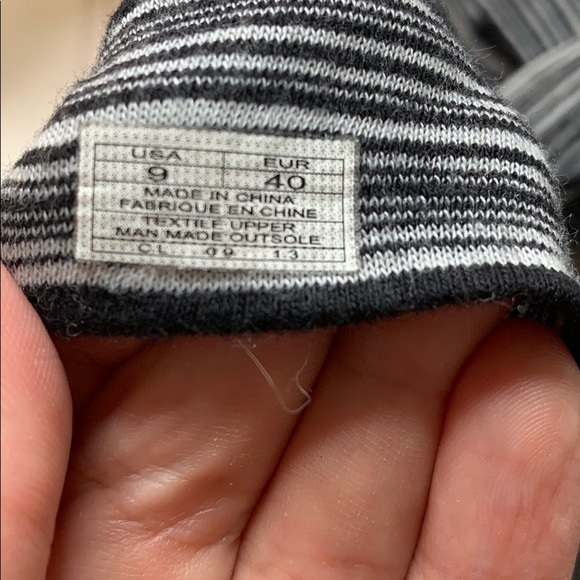 USA EUR
9 40
MADE IN CHINA
FABRIQUE EN CHINE
TEXTILE UPPER
MAN MADE OUTSOLE
CL 09 13